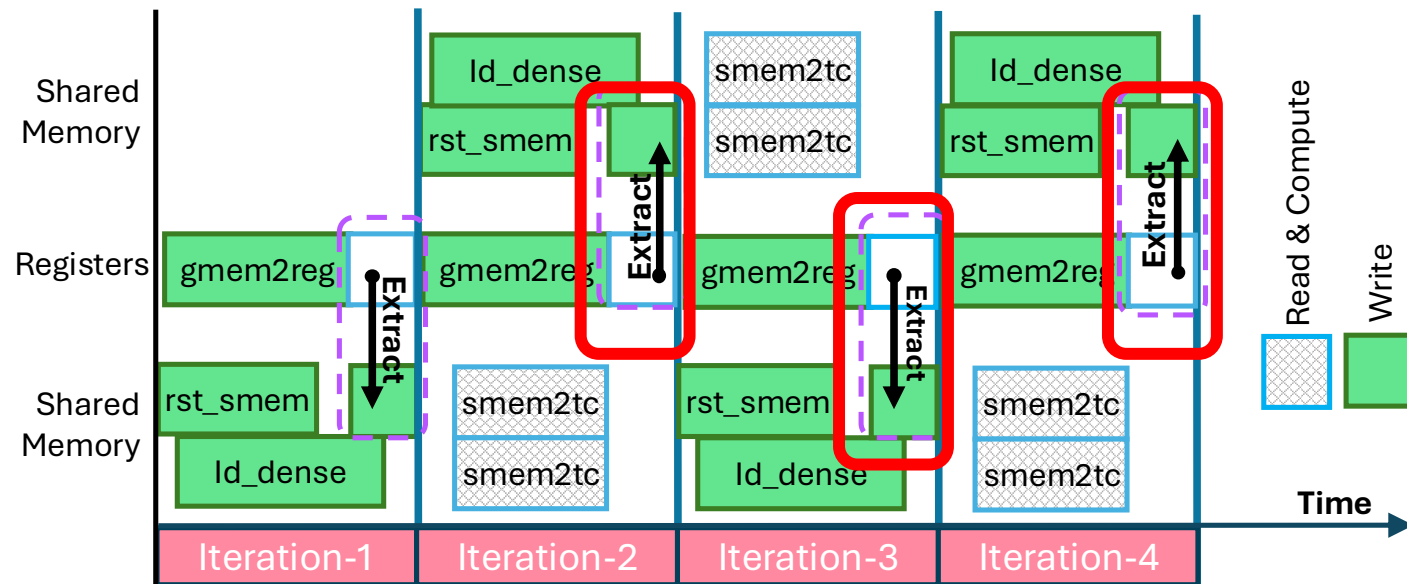 Shared
Memory
ld_dense
rst_smem
Extract
smem2tc
smem2tc
ld_dense
rst_smem
Extract
Registers
gmem2reg
Extract
gmem2reg
gmem2reg
Extract
gmem2reg
Shared
Memory
rst_smem
ld_dense
smem2tc
smem2tc
rst_smem
ld_dense
smem2tc
smem2tc
Read & Compute
Write
Time
Iteration-1
Iteration-2
Iteration-3
Iteration-4